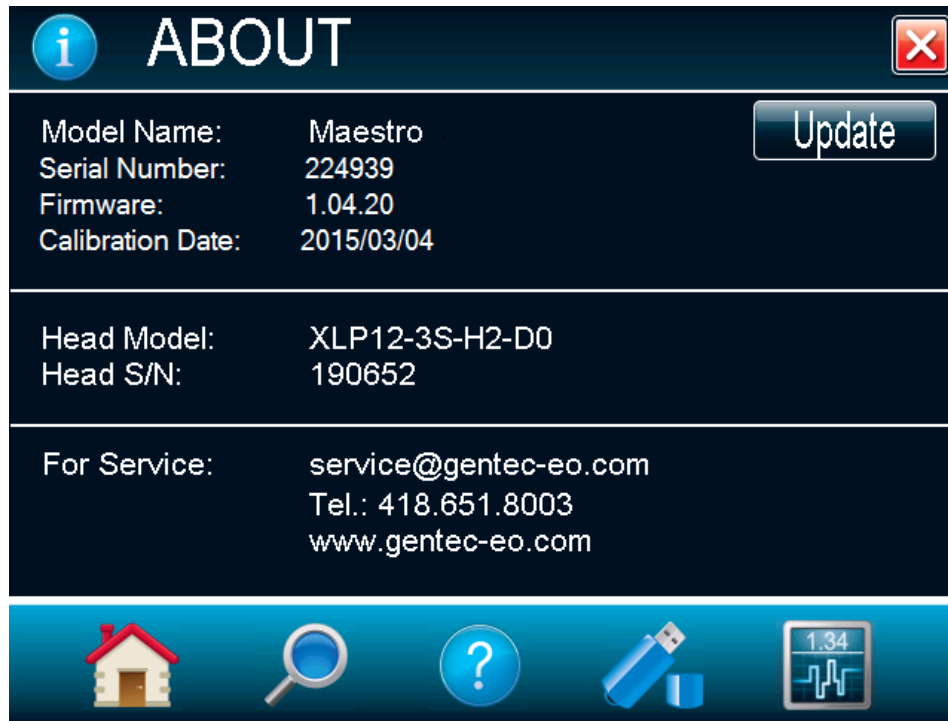 ABOUT
Update
Model Name: Maestro
Serial Number: 224939
Firmware: 1.04.20
Calibration Date: 2015/03/04
Head Model: XLP12-3S-H2-D0
Head S/N: 190652
For Service: service@gentec-eo.com
Tel.: 418.651.8003
www.gentec-eo.com
1.34